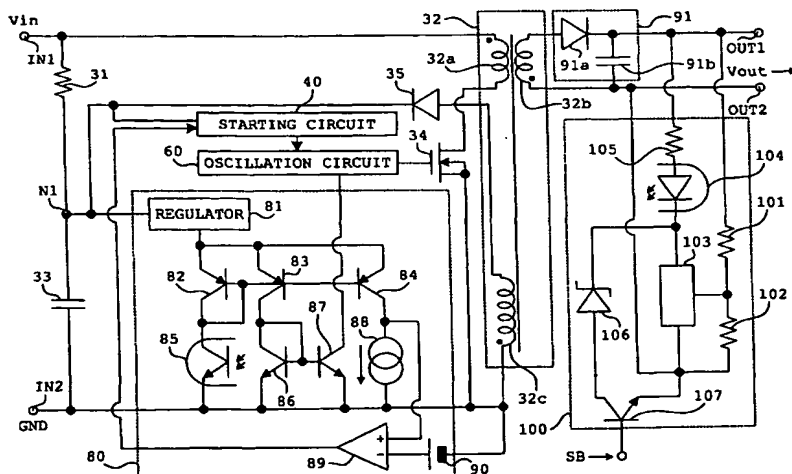 Vin
IN1
31
40
35
STARTING CIRCUIT
60
OSCILLATION CIRCUIT
34
32
32a
32b
91
91a
91b
OUT1
Vout
OUT2
105
104
101
103
102
106
107
100
SB
N1
REGULATOR
81
33
82
83
84
85
86
87
88
32c
IN2
GND
80
89
+
−
90